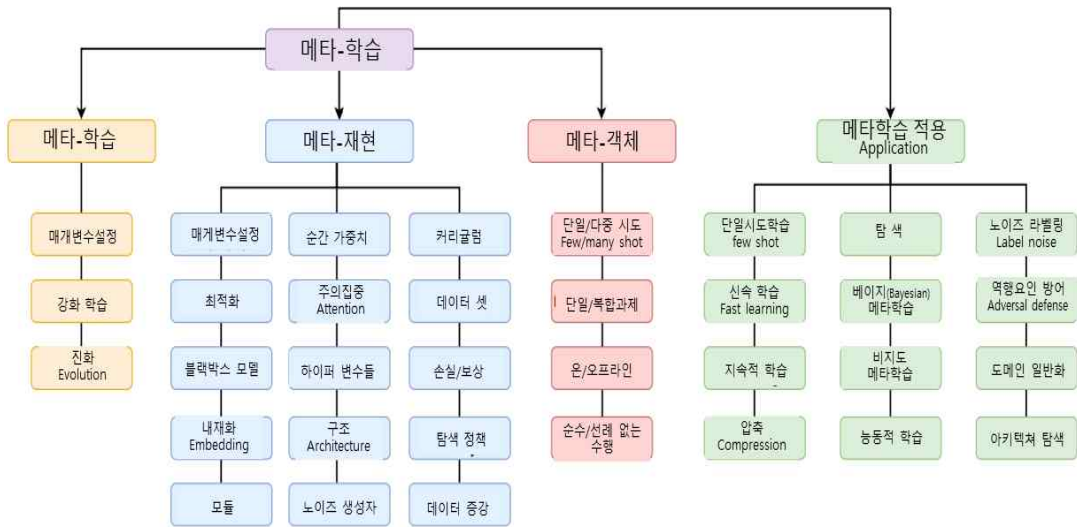 메타-학습
메타-학습
메타-재현
메타-객체
메타학습 적용
Application
매개변수설정
강화 학습
진화
Evolution
매게변수설정
최적화
블랙박스 모델
내재화
Embedding
모듈
순간 가중치
주의집중
Attention
하이퍼 변수들
구조
Architecture
노이즈 생성자
커리귤럼
데이터 셋
손실/보상
탐색 정책
데이터 증강
단일/다중 시도
Few/many shot
단일/복합과제
온/오프라인
순수/선례 없는
수행
단일시도학습
few shot
신속 학습
Fast learning
지속적 학습
압축
Compression
탐 색
베이지(Bayesian)
메타학습
비지도
메타학습
능동적 학습
노이즈 라벨링
Label noise
역행요인 방어
Adversal defense
도메인 일반화
아키텍쳐 탐색